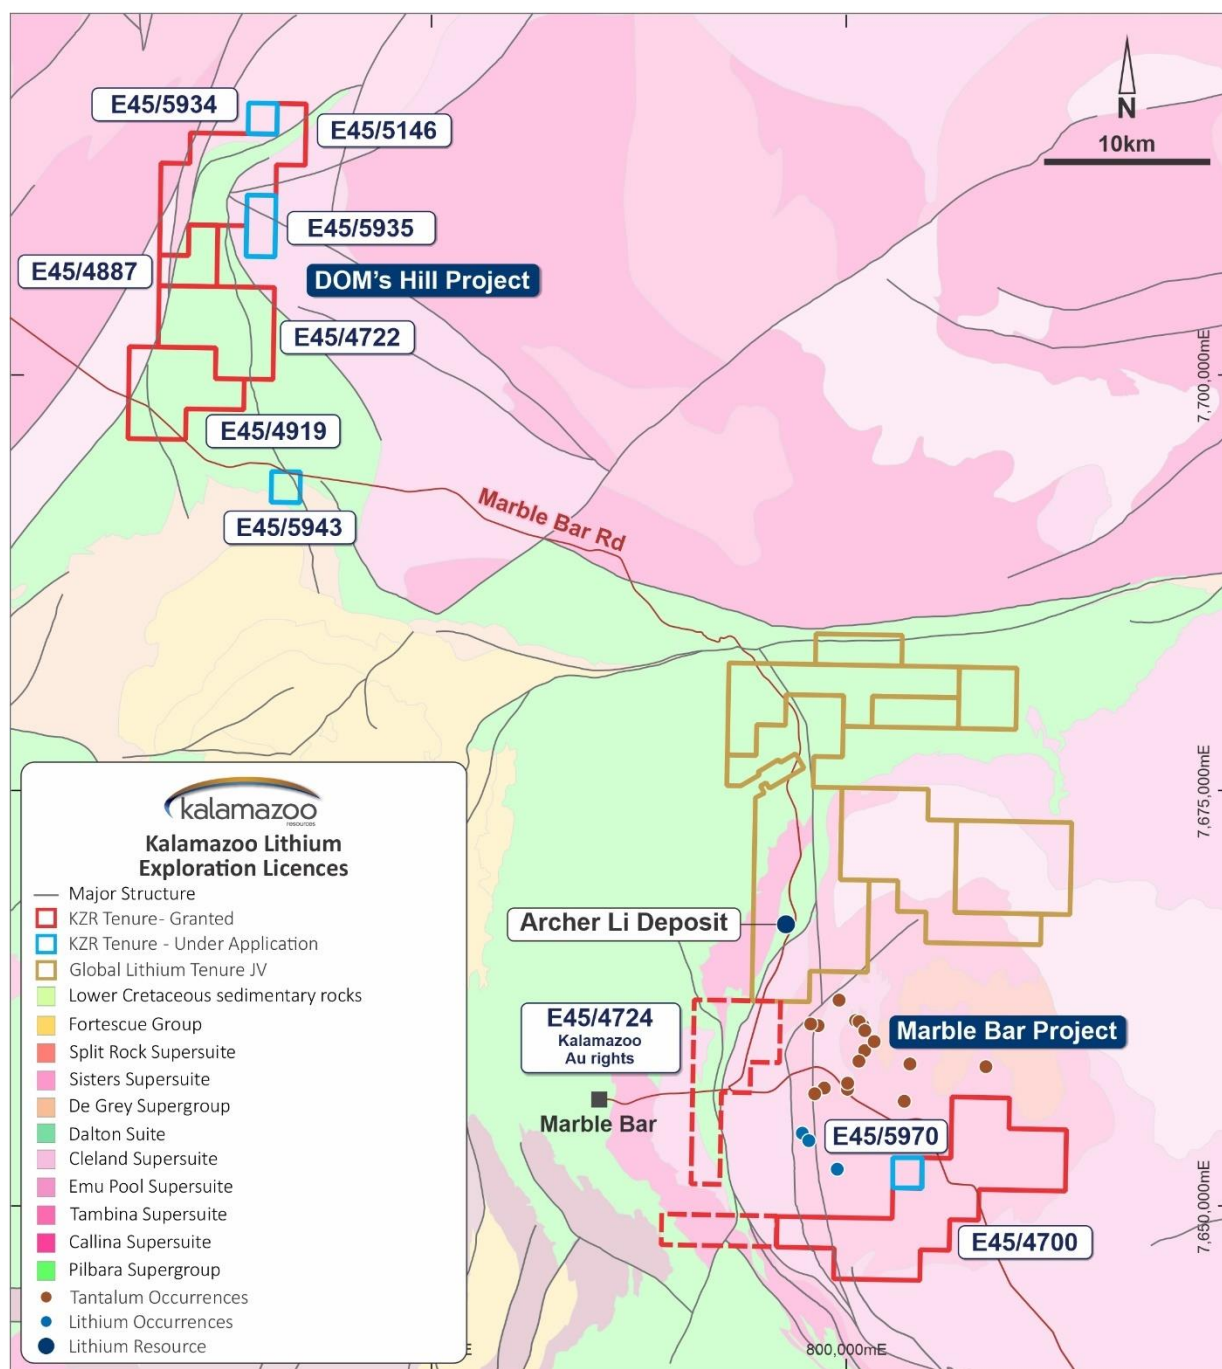 E45/5934
E45/5146
N
10km
E45/5935
E45/4887
DOM's Hill Project
E45/4722
7,700,000mE
E45/4919
E45/5943
Marble Bar Rd
7,675,000mE
kalamazoo
resources
Kalamazoo Lithium
Exploration Licences
Major Structure
KZR Tenure- Granted
KZR Tenure - Under Application
Global Lithium Tenure JV
Lower Cretaceous sedimentary rocks
Fortescue Group
Split Rock Supersuite
Sisters Supersuite
De Grey Supergroup
Dalton Suite
Cleland Supersuite
Emu Pool Supersuite
Tambina Supersuite
Callina Supersuite
Pilbara Supergroup
Tantalum Occurrences
Lithium Occurrences
Lithium Resource
Archer Li Deposit
E45/4724
Kalamazoo
Au rights
Marble Bar Project
Marble Bar
E45/5970
E45/4700
7,650,000mE
800,000mE